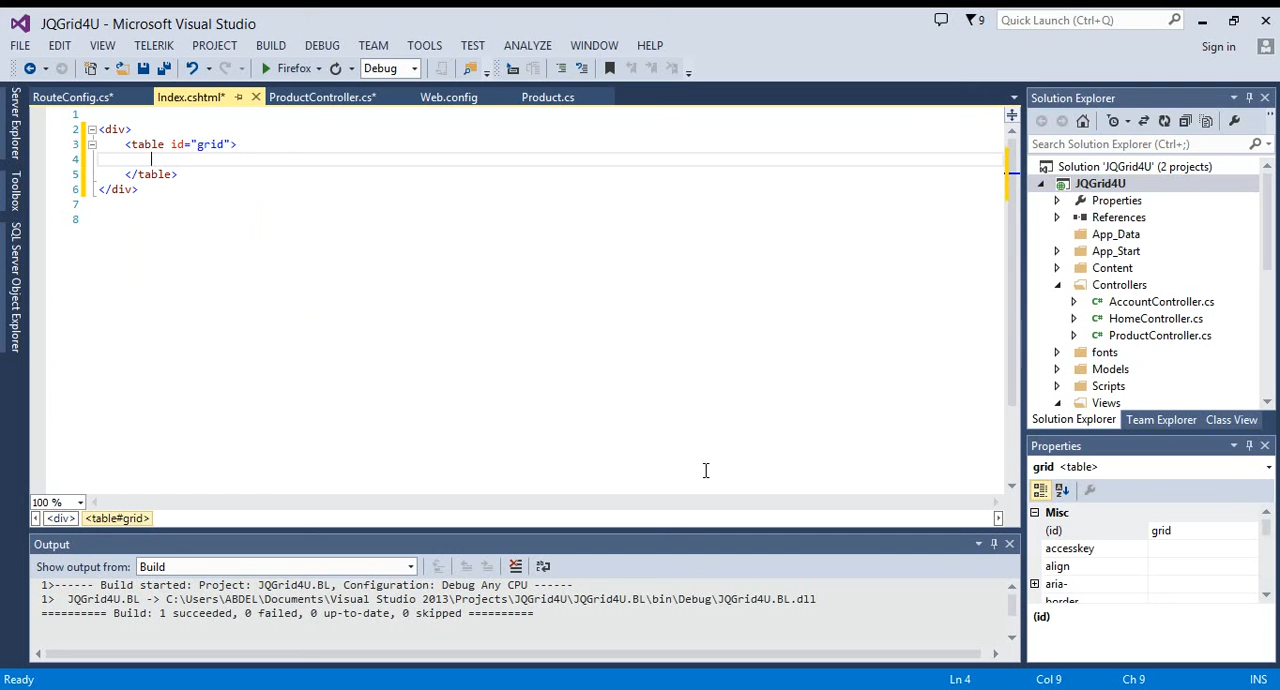 JQGrid4U - Microsoft Visual Studio
9
Quick Launch (Ctrl+Q)
FILE EDIT VIEW TELERIK PROJECT BUILD DEBUG TEAM TOOLS TEST ANALYZE WINDOW HELP
Sign in
Firefox
Debug
Server Explorer
Toolbox
SQL Server Object Explorer
RouteConfig.cs* Index.cshtml* ProductController.cs* Web.config Product.cs
1
2 <div>
3 <table id="grid">
4
5 </table>
6 </div>
7
8
100 %
<div> <table#grid>
Output
Show output from: Build
1>------ Build started: Project: JQGrid4U.BL, Configuration: Debug Any CPU ------
1> JQGrid4U.BL -> C:\Users\ABDEL\Documents\Visual Studio 2013\Projects\JQGrid4U\JQGrid4U.BL\bin\Debug\JQGrid4U.BL.dll
========== Build: 1 succeeded, 0 failed, 0 up-to-date, 0 skipped ==========
Solution Explorer
Search Solution Explorer (Ctrl+;)
Solution 'JQGrid4U' (2 projects)
JQGrid4U
Properties
References
App_Data
App_Start
Content
Controllers
AccountController.cs
HomeController.cs
ProductController.cs
fonts
Models
Scripts
Views
Solution Explorer Team Explorer Class View
Properties
grid <table>
Misc
(id) grid
accesskey
align
aria-
border
(id)
Ready
Ln 4 Col 9 Ch 9 INS